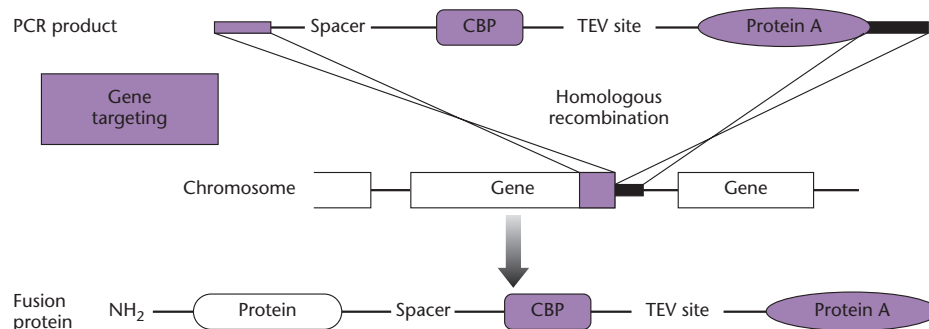 PCR product Spacer CBP TEV site Protein A
Gene
targeting
Homologous
recombination
Chromosome Gene Gene
Fusion
protein
NH2 Protein Spacer CBP TEV site Protein A